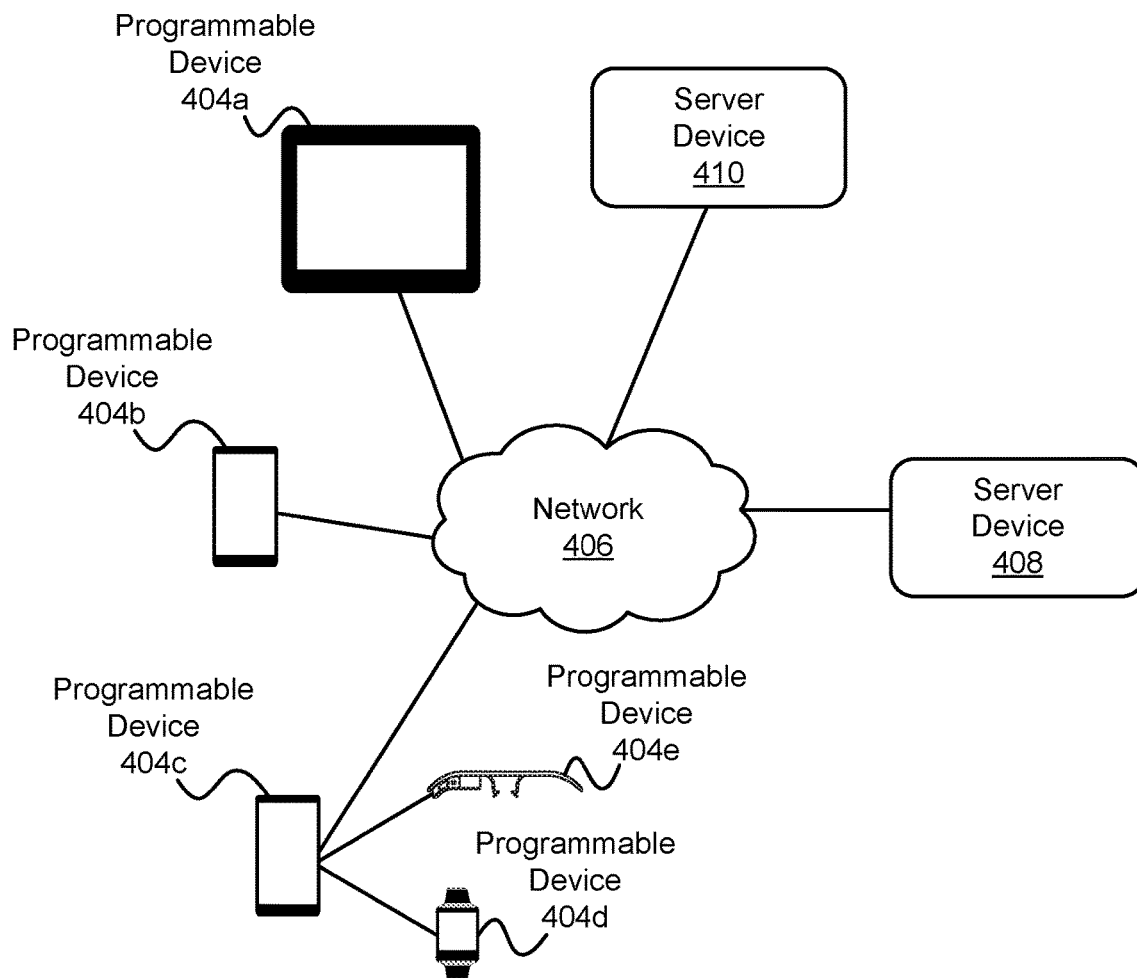 Programmable
Device
404a
Server
Device
410
Programmable
Device
404b
Network
406
Server
Device
408
Programmable
Device
404c
Programmable
Device
404e
Programmable
Device
404d